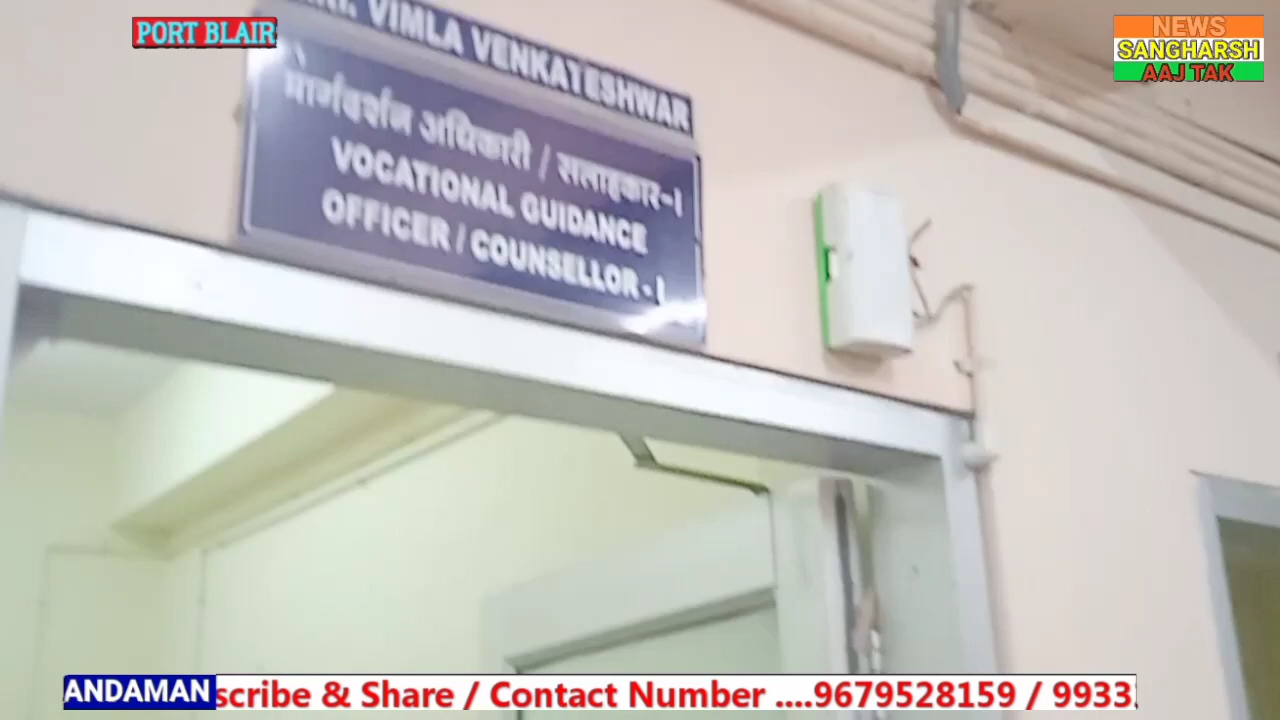 PORT BLAIR
NEWS
SANGHARSH
AAJ TAK
VIMLA VENKATESHWAR
मार्गदर्शन अधिकारी / सलाहकार-I
VOCATIONAL GUIDANCE
OFFICER / COUNSELLOR - I
ANDAMAN
scribe & Share / Contact Number ....9679528159 / 9933